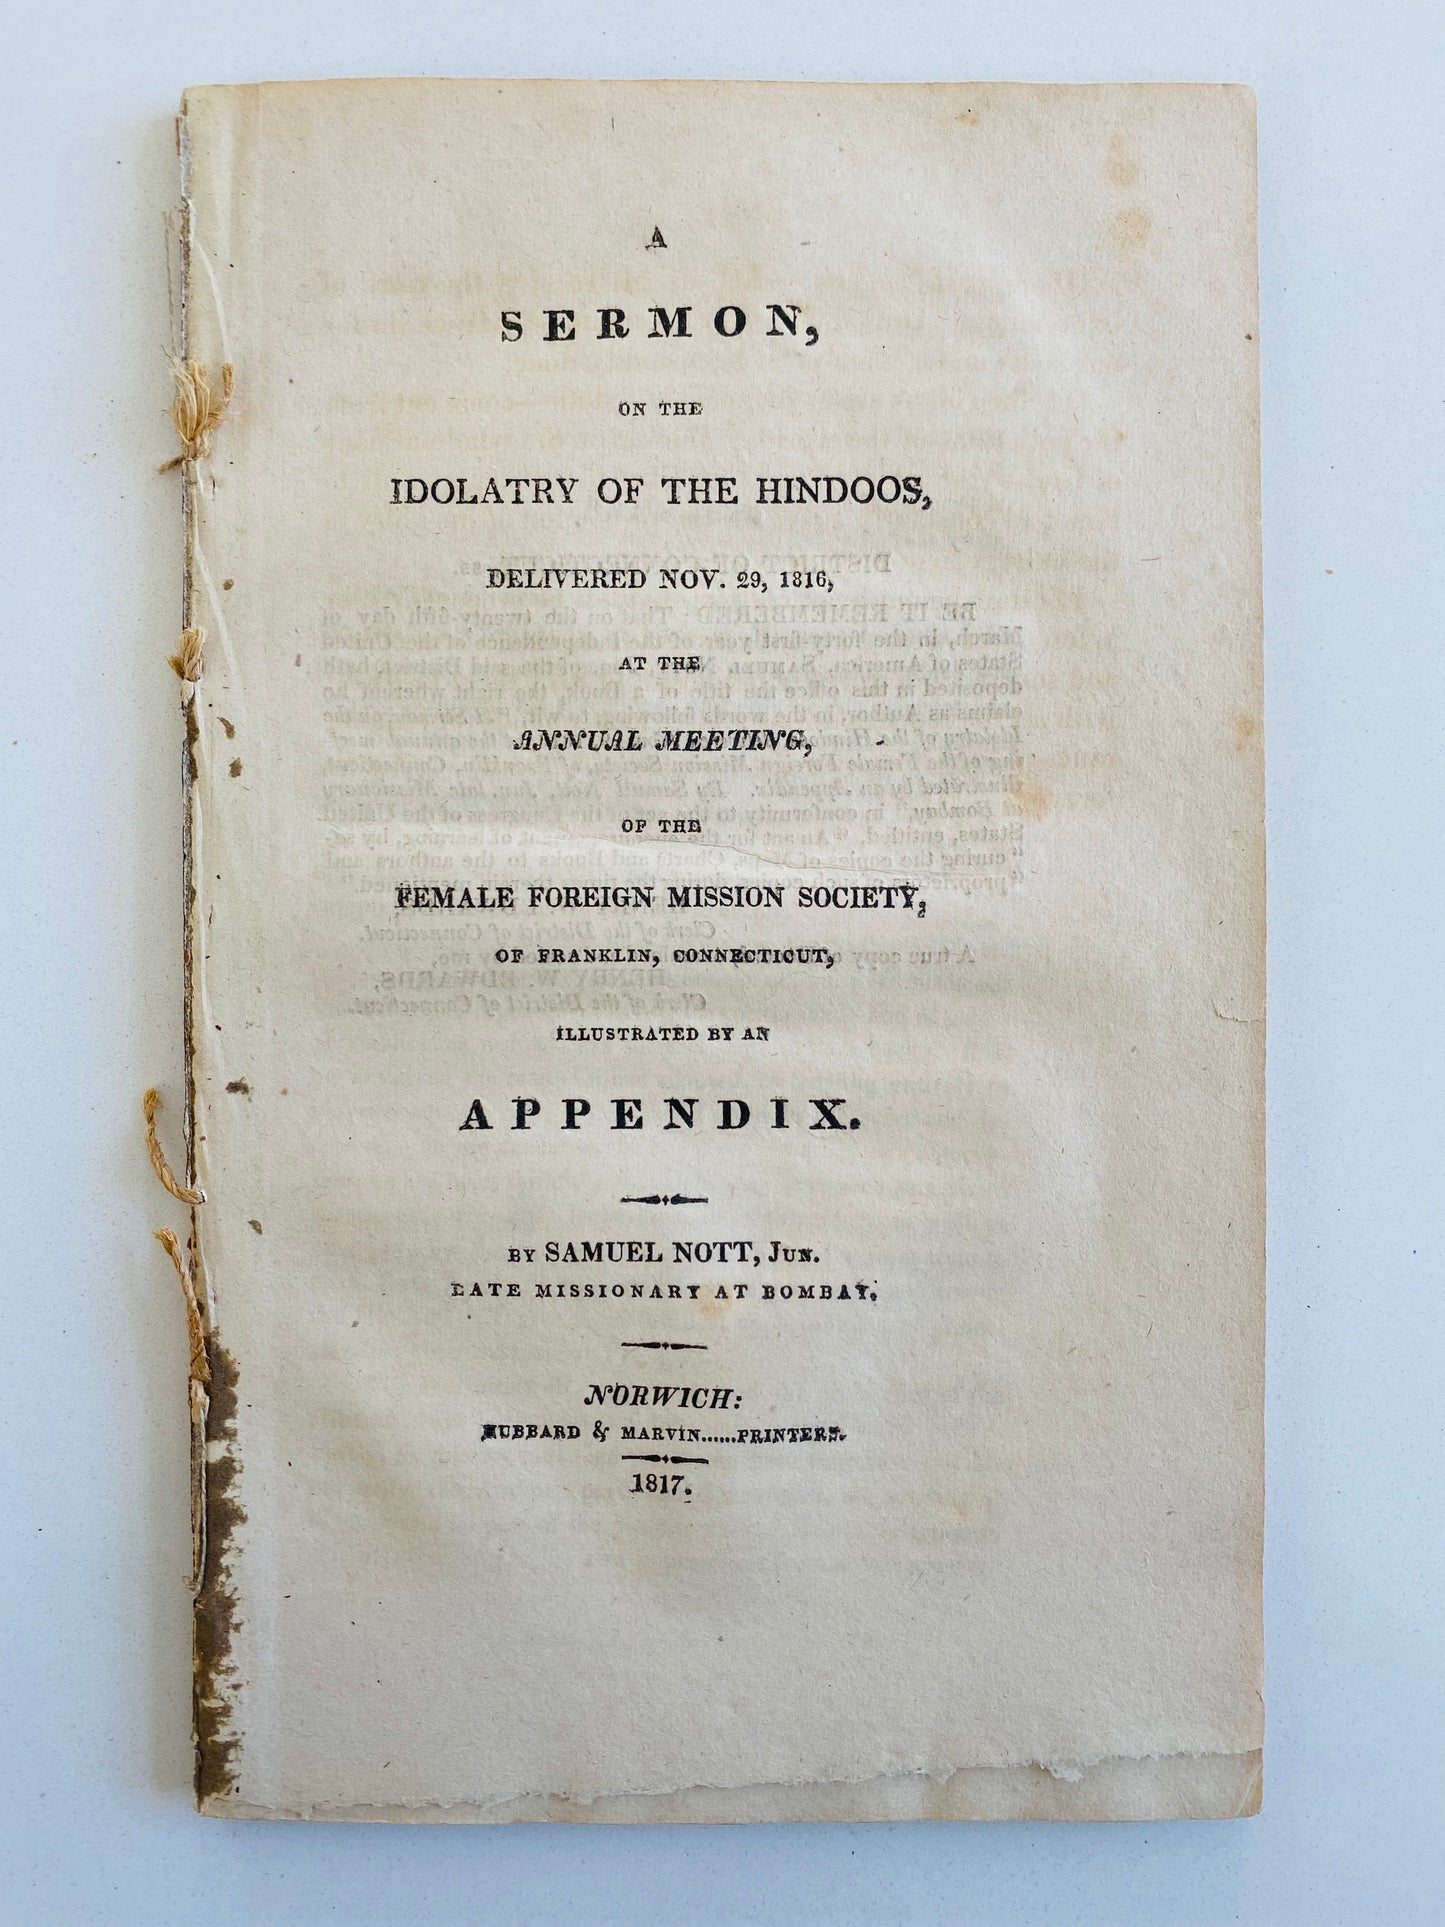 A
SERMON,
ON THE
IDOLATRY OF THE HINDOOS,
DELIVERED NOV. 29, 1816,
AT THE
ANNUAL MEETING,
OF THE
FEMALE FOREIGN MISSION SOCIETY,
OF FRANKLIN, CONNECTICUT,
ILLUSTRATED BY AN
APPENDIX.
BY SAMUEL NOTT, JUN.
LATE MISSIONARY AT BOMBAY.
NORWICH:
HUBBARD & MARVIN......PRINTERS.
1817.